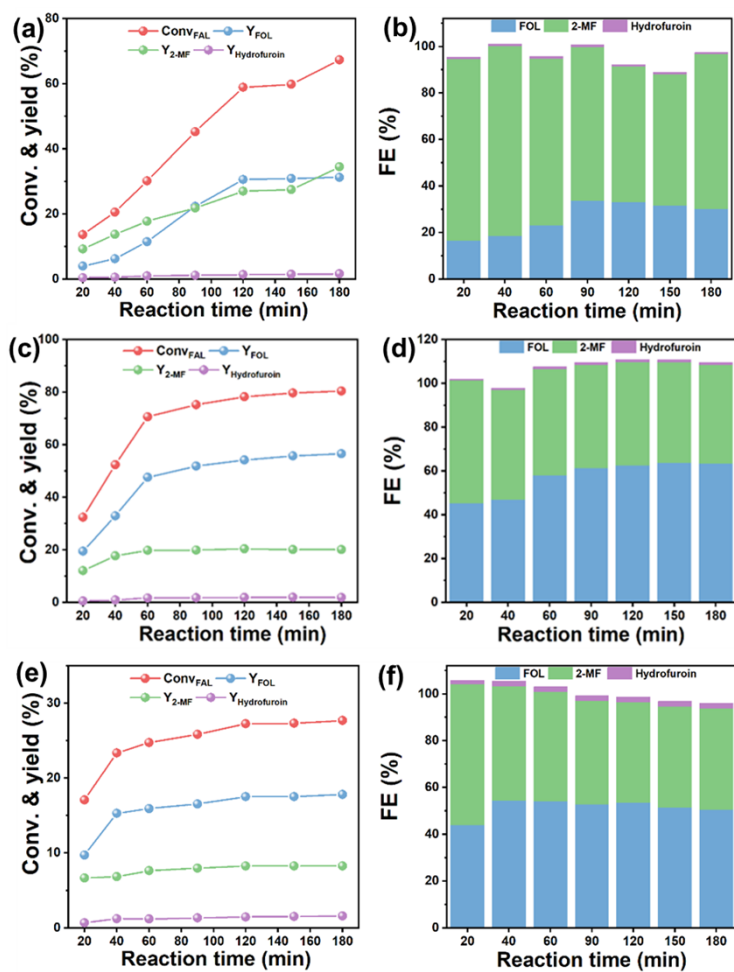 (a)
Conv_FAL Y_FOL
Y_2-MF Y_Hydrofuroin
Conv. & yield (%)
80
60
40
20
0
20 40 60 80 100 120 140 160 180
Reaction time (min)
(b)
FOL 2-MF Hydrofuroin
FE (%)
100
80
60
40
20
0
20 40 60 90 120 150 180
Reaction time (min)
(c)
Conv_FAL Y_FOL
Y_2-MF Y_Hydrofuroin
Conv. & yield (%)
100
80
60
40
20
0
20 40 60 80 100 120 140 160 180
Reaction time (min)
(d)
FOL 2-MF Hydrofuroin
FE (%)
120
100
80
60
40
20
0
20 40 60 90 120 150 180
Reaction time (min)
(e)
Conv_FAL Y_FOL
Y_2-MF Y_Hydrofuroin
Conv. & yield (%)
30
20
10
0
20 40 60 80 100 120 140 160 180
Reaction time (min)
(f)
FOL 2-MF Hydrofuroin
FE (%)
100
80
60
40
20
0
20 40 60 90 120 150 180
Reaction time (min)